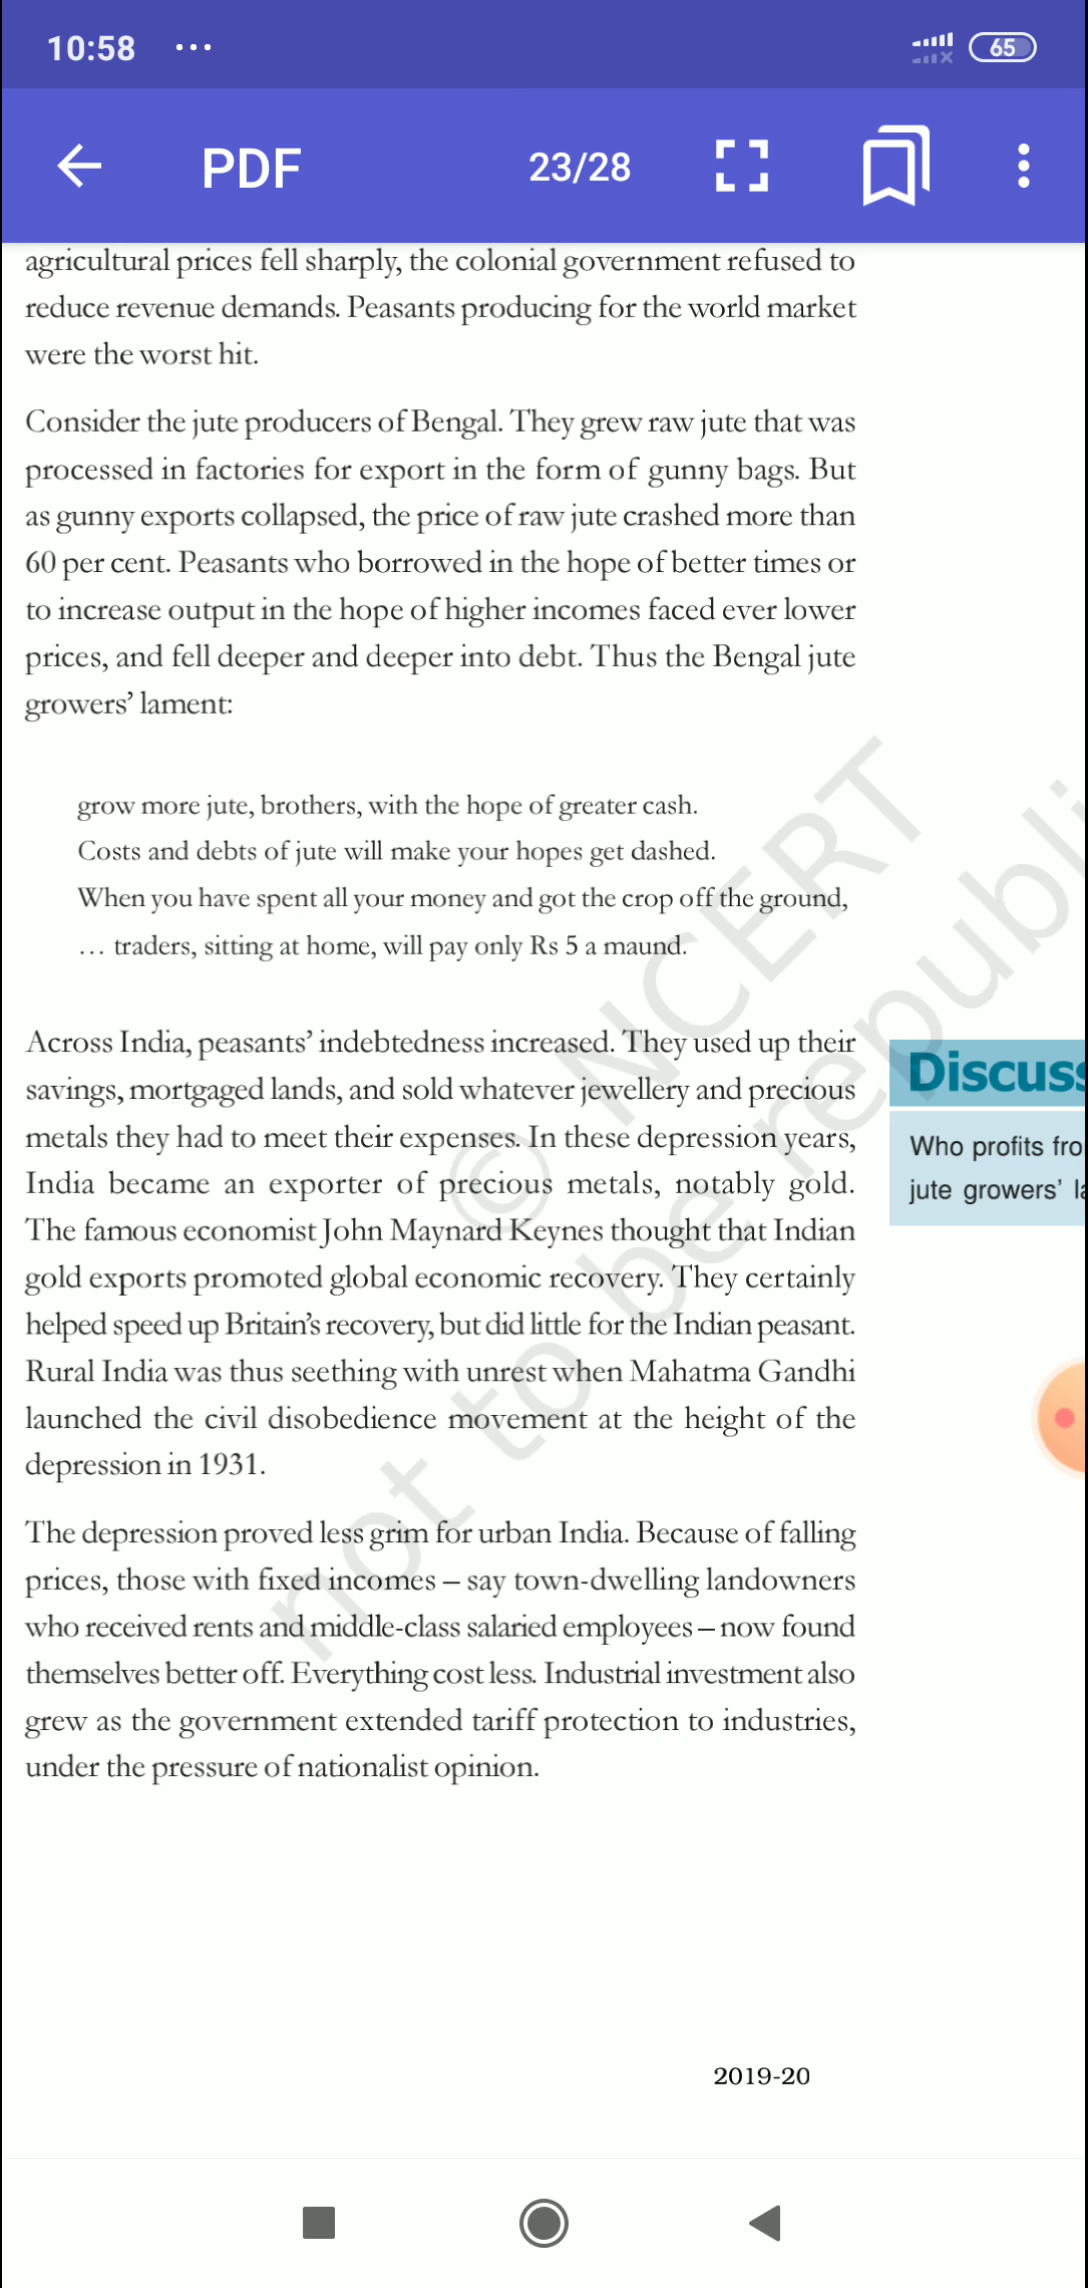 10:58 ...
65
PDF
23/28
agricultural prices fell sharply, the colonial government refused to
reduce revenue demands. Peasants producing for the world market
were the worst hit.
Consider the jute producers of Bengal. They grew raw jute that was
processed in factories for export in the form of gunny bags. But
as gunny exports collapsed, the price of raw jute crashed more than
60 per cent. Peasants who borrowed in the hope of better times or
to increase output in the hope of higher incomes faced ever lower
prices, and fell deeper and deeper into debt. Thus the Bengal jute
growers’ lament:
grow more jute, brothers, with the hope of greater cash.
Costs and debts of jute will make your hopes get dashed.
When you have spent all your money and got the crop off the ground,
… traders, sitting at home, will pay only Rs 5 a maund.
Across India, peasants’ indebtedness increased. They used up their
savings, mortgaged lands, and sold whatever jewellery and precious
metals they had to meet their expenses. In these depression years,
India became an exporter of precious metals, notably gold.
The famous economist John Maynard Keynes thought that Indian
gold exports promoted global economic recovery. They certainly
helped speed up Britain’s recovery, but did little for the Indian peasant.
Rural India was thus seething with unrest when Mahatma Gandhi
launched the civil disobedience movement at the height of the
depression in 1931.
The depression proved less grim for urban India. Because of falling
prices, those with fixed incomes – say town-dwelling landowners
who received rents and middle-class salaried employees – now found
themselves better off. Everything cost less. Industrial investment also
grew as the government extended tariff protection to industries,
under the pressure of nationalist opinion.
Discuss
Who profits fro
jute growers’ la
© NCERT
not to be republi
2019-20